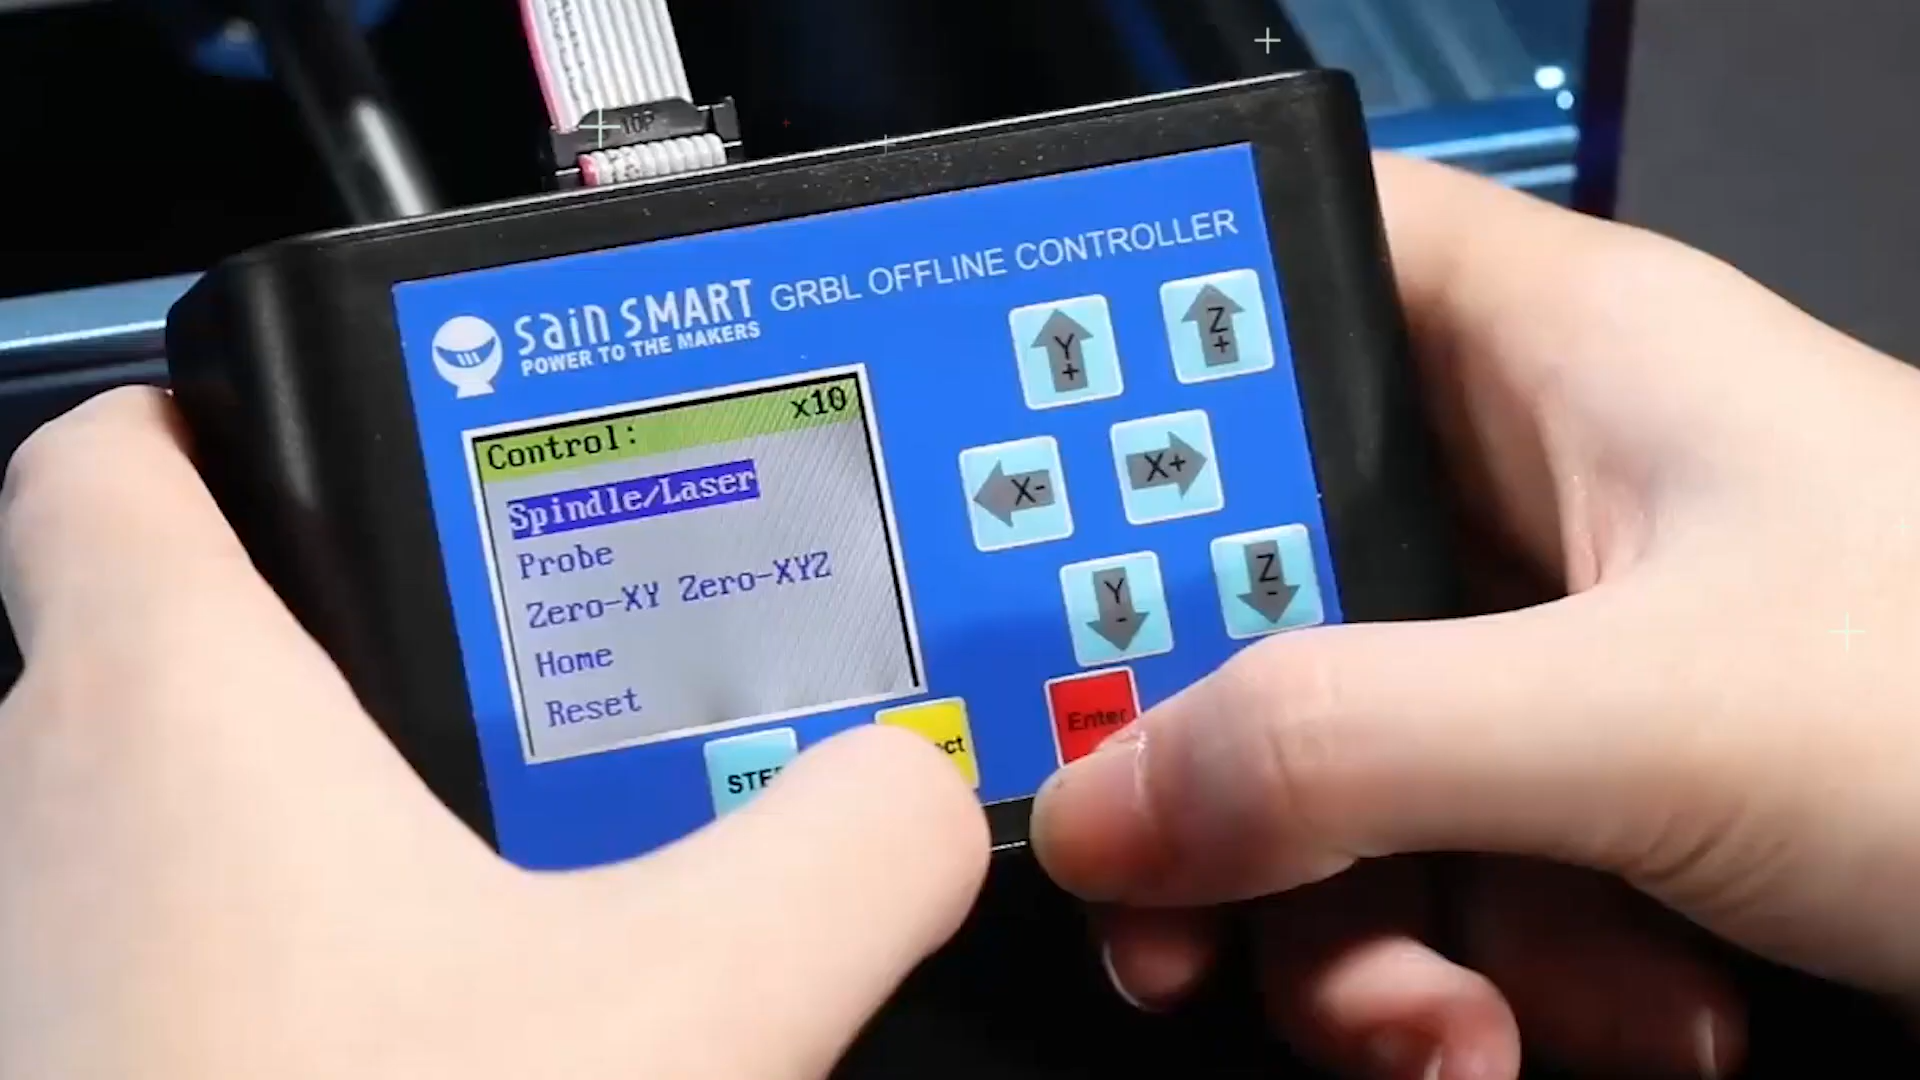 10P
sain SMART
POWER TO THE MAKERS
GRBL OFFLINE CONTROLLER
Control: x10
Spindle/Laser
Probe
Zero-XY Zero-XYZ
Home
Reset
Y+
Z+
X-
X+
Y-
Z-
Enter